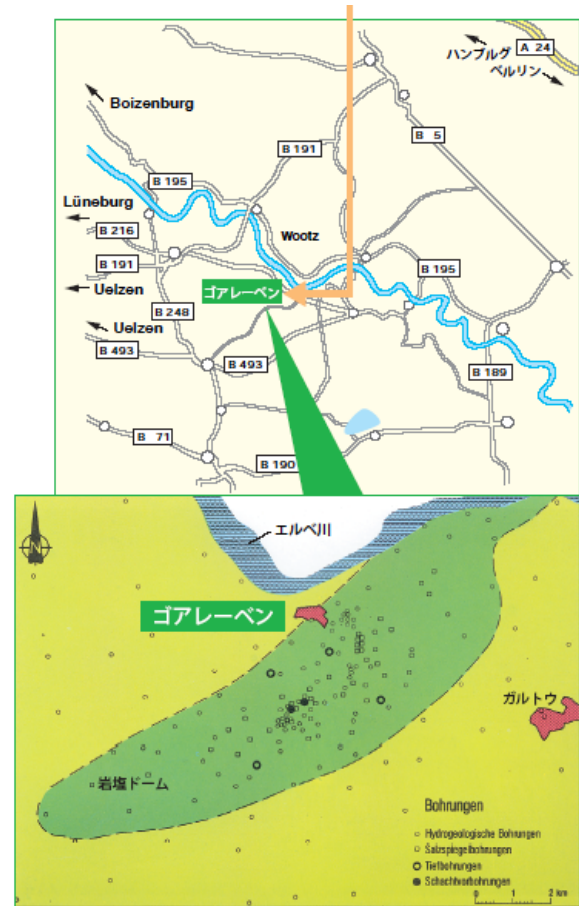 ハンブルグ
A 24
ベルリン
Boizenburg
B 5
B 191
B 195
Lüneburg
B 216
Wootz
B 195
B 191
ゴアレーベン
Uelzen
B 248
Uelzen
B 493
B 493
B 189
B 71
B 190
N
エルベ川
ゴアレーベン
ガルトウ
岩塩ドーム
Bohrungen
Hydrogeologische Bohrungen
Salzspiegelbohrungen
Tiefbohrungen
Schachtvorbohrungen
0 1 2 km